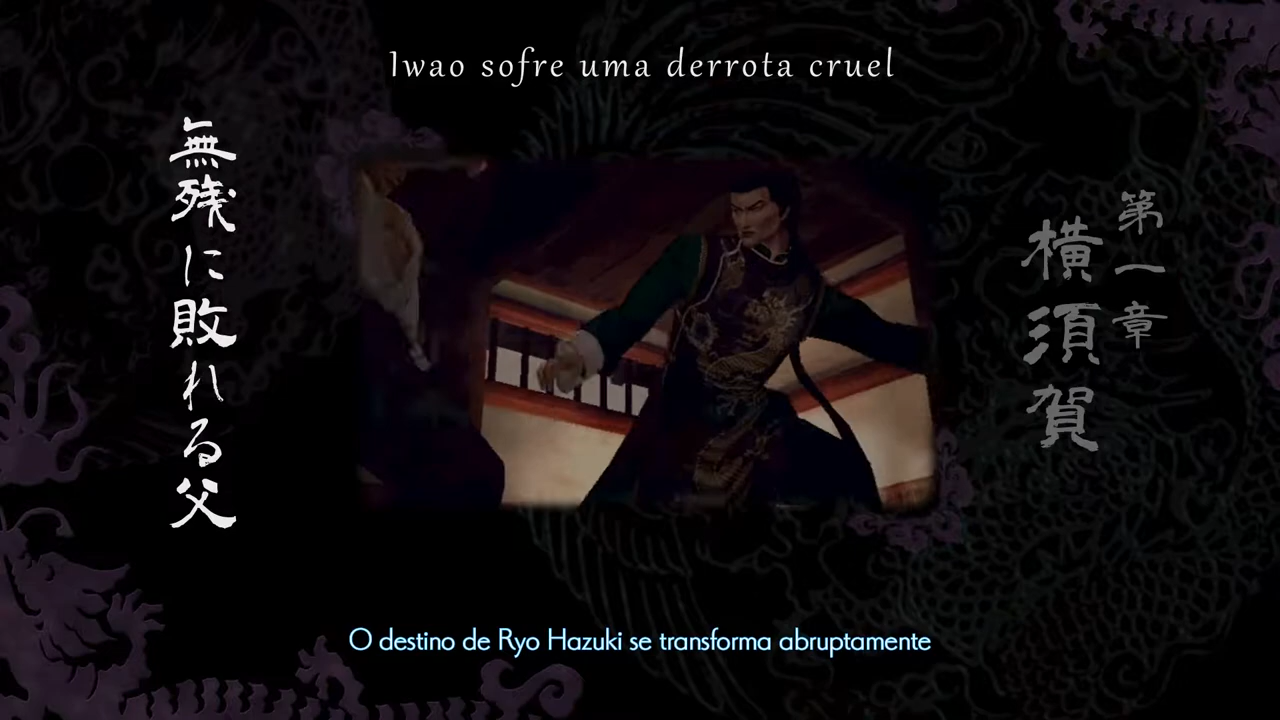 Iwao sofre uma derrota cruel
第一章
横須賀
無残に敗れる父
O destino de Ryo Hazuki se transforma abruptamente